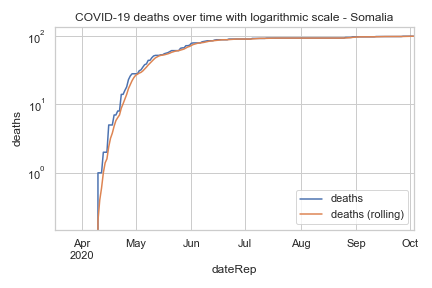 COVID-19 deaths over time with logarithmic scale - Somalia
10²
10¹
10⁰
deaths
deaths
deaths (rolling)
Apr
2020
May
Jun
Jul
Aug
Sep
Oct
dateRep